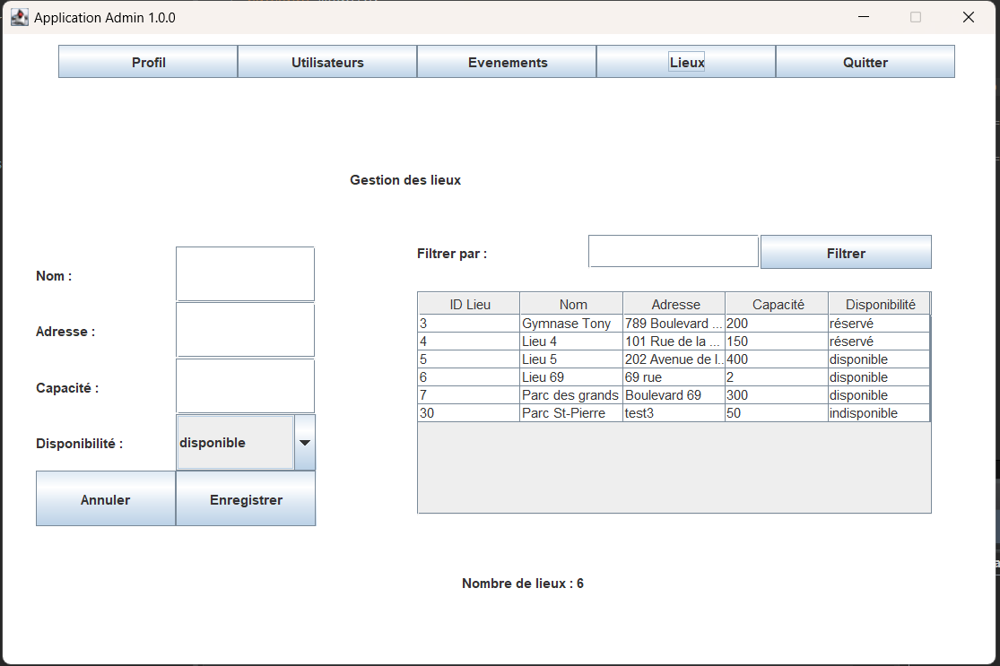 Application Admin 1.0.0
Profil Utilisateurs Evenements Lieux Quitter
Gestion des lieux
Filtrer par : Filtrer
Nom :
Adresse :
Capacité :
Disponibilité : disponible
Annuler Enregistrer
ID Lieu Nom Adresse Capacité Disponibilité
3 Gymnase Tony 789 Boulevard ... 200 réservé
4 Lieu 4 101 Rue de la ... 150 réservé
5 Lieu 5 202 Avenue de l... 400 disponible
6 Lieu 69 69 rue 2 disponible
7 Parc des grands Boulevard 69 300 disponible
30 Parc St-Pierre test3 50 indisponible
Nombre de lieux : 6